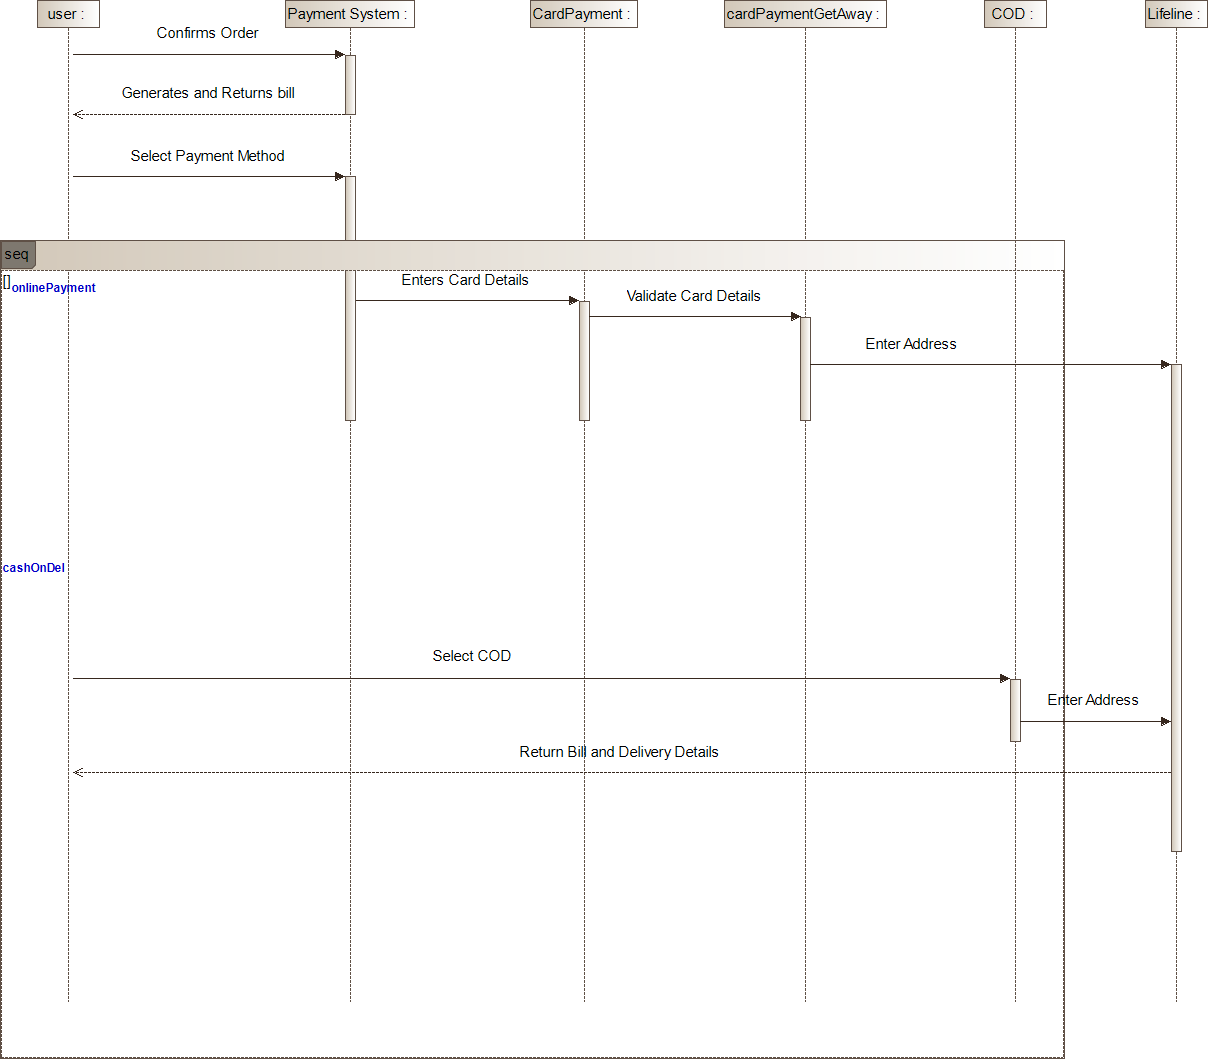 user :
Payment System :
CardPayment :
cardPaymentGetAway :
COD :
Lifeline :
Confirms Order
Generates and Returns bill
Select Payment Method
seq
[]
onlinePayment
Enters Card Details
Validate Card Details
Enter Address
cashOnDel
Select COD
Enter Address
Return Bill and Delivery Details